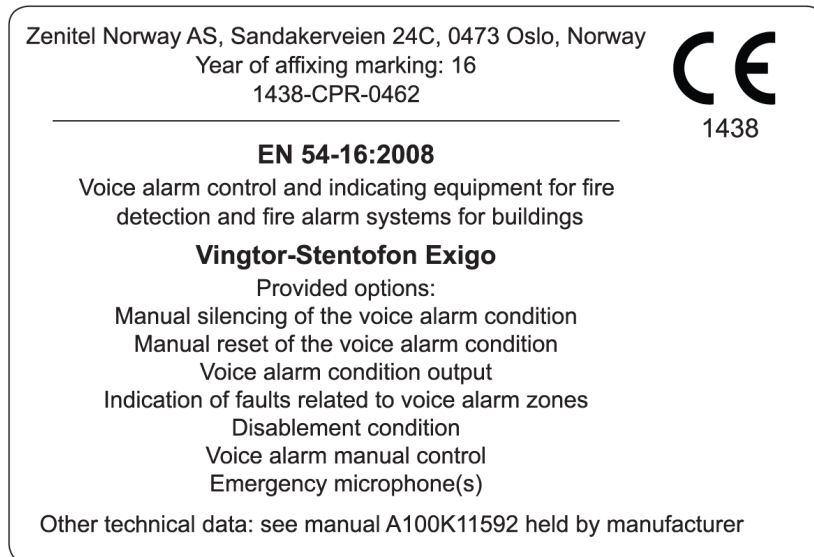 Zenitel Norway AS, Sandakerveien 24C, 0473 Oslo, Norway
Year of affixing marking: 16
1438-CPR-0462
CE
1438
EN 54-16:2008
Voice alarm control and indicating equipment for fire
detection and fire alarm systems for buildings
Vingtor-Stentofon Exigo
Provided options:
Manual silencing of the voice alarm condition
Manual reset of the voice alarm condition
Voice alarm condition output
Indication of faults related to voice alarm zones
Disablement condition
Voice alarm manual control
Emergency microphone(s)
Other technical data: see manual A100K11592 held by manufacturer